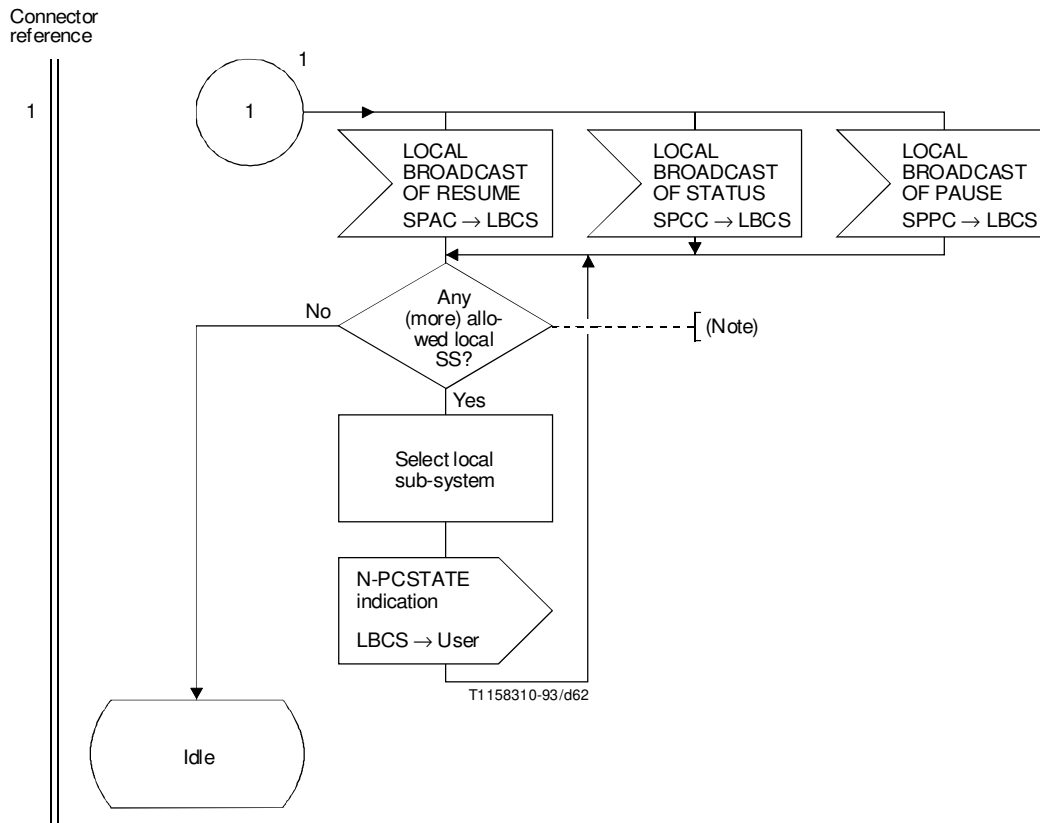 Connector
reference
1
1
1
LOCAL
BROADCAST
OF RESUME
SPAC → LBCS
LOCAL
BROADCAST
OF STATUS
SPCC → LBCS
LOCAL
BROADCAST
OF PAUSE
SPPC → LBCS
No
Any
(more) allo-
wed local
SS?
(Note)
Yes
Select local
sub-system
N-PCSTATE
indication
LBCS → User
T1158310-93/d62
Idle